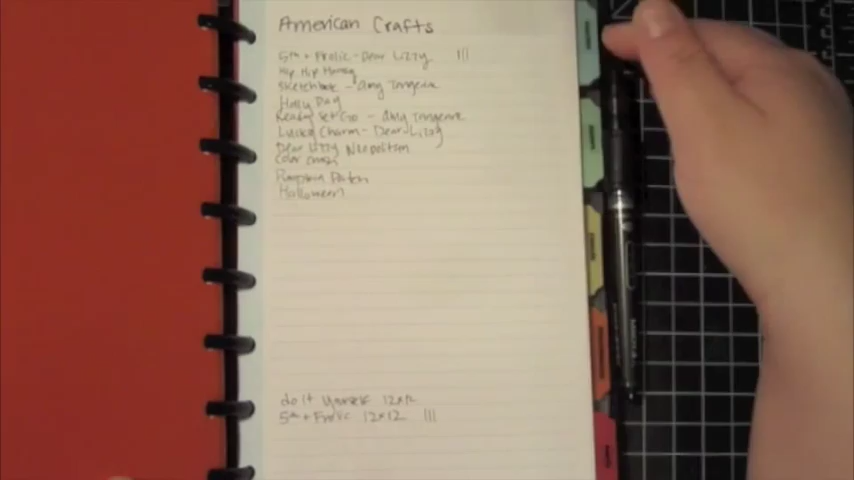 American Crafts
5th + Frolic - Dear Lizzy |||
Hip Hip Hooray
Sketchbook - Amy Tangerine
Holly Day
Ready Set Go - Amy Tangerine
Lucky Charm - Dear Lizzy
Dear Lizzy Neopolitan
Color
Pumpkin Patch
Halloween
do it Yourself 12x12
5th + Frolic 12x12 |||